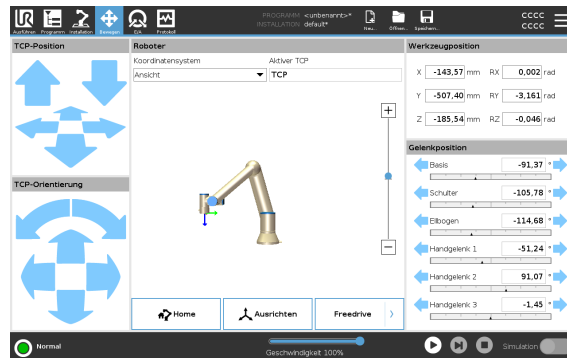 UR
PROGRAMM <unbenannt>*
INSTALLATION default*
CCCC
CCCC
Ausführen Programm Installation Bewegen E/A Protokoll
Neu... Öffnen... Speichern...
TCP-Position
Roboter
Werkzeugposition
Koordinatensystem
Aktiver TCP
Ansicht
TCP
X -143,57 mm RX 0,002 rad
Y -507,40 mm RY -3,161 rad
Z -185,54 mm RZ -0,046 rad
Gelenkposition
Basis -91,37 °
TCP-Orientierung
Schulter -105,78 °
Ellbogen -114,68 °
Handgelenk 1 -51,24 °
Handgelenk 2 91,07 °
Handgelenk 3 -1,45 °
Home
Ausrichten
Freedrive
Normal
Geschwindigkeit 100%
Simulation